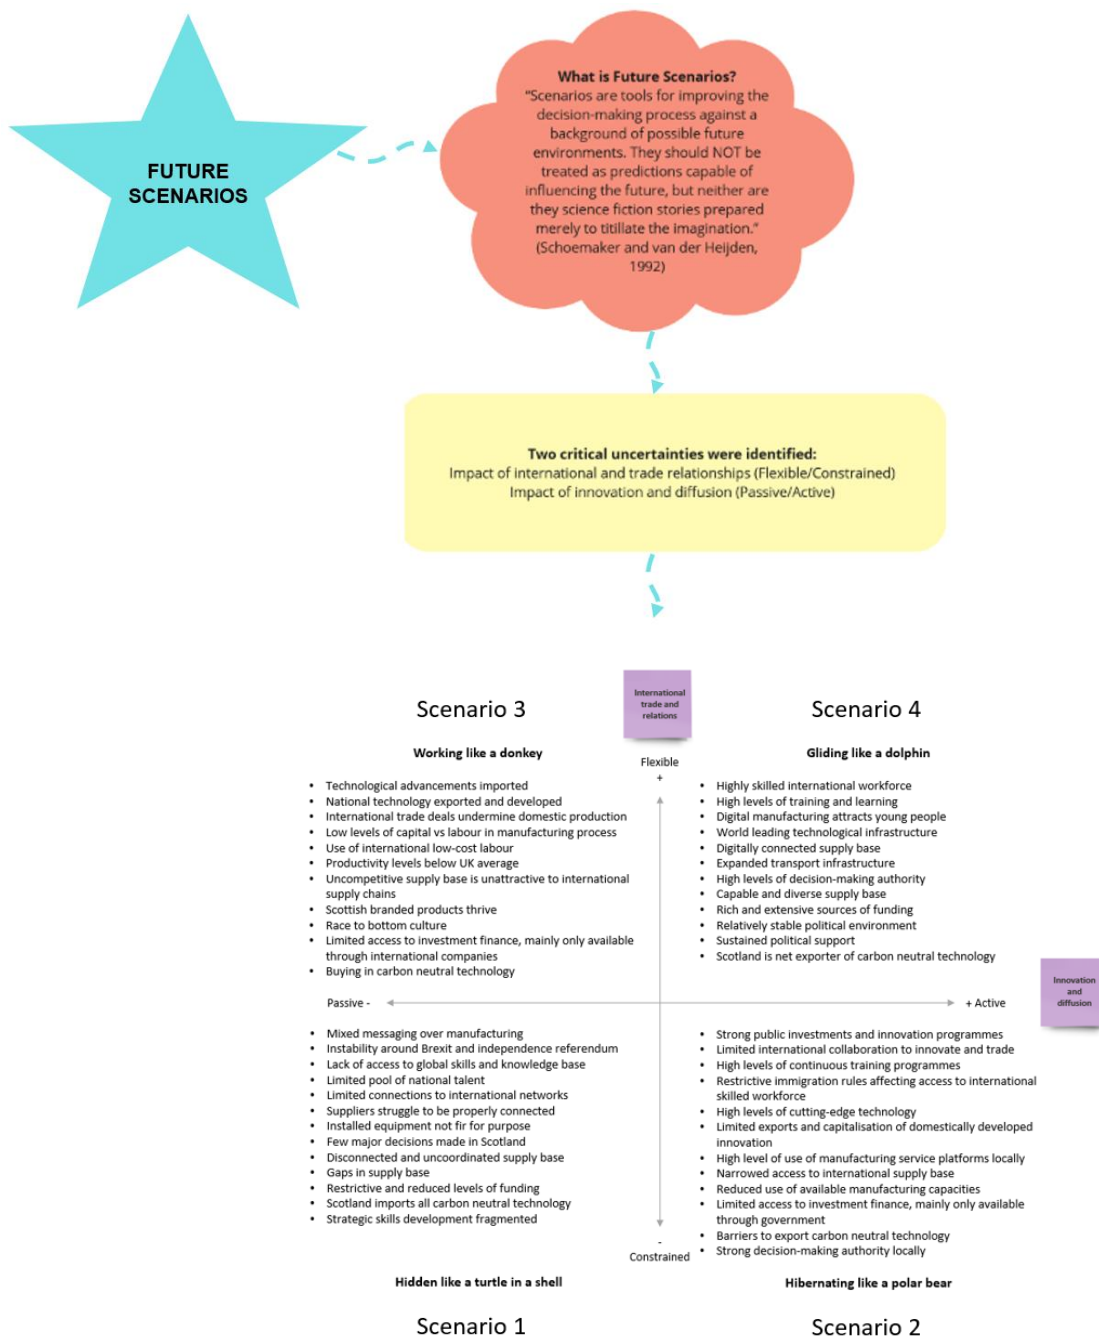 FUTURE
SCENARIOS
What is Future Scenarios?
“Scenarios are tools for improving the
decision-making process against a
background of possible future
environments. They should NOT be
treated as predictions capable of
influencing the future, but neither are
they science fiction stories prepared
merely to titillate the imagination.”
(Schoemaker and van der Heijden,
1992)
Two critical uncertainties were identified:
Impact of international and trade relationships (Flexible/Constrained)
Impact of innovation and diffusion (Passive/Active)
International
trade and
relations
Scenario 3
Working like a donkey
• Technological advancements imported
• National technology exported and developed
• International trade deals undermine domestic production
• Low levels of capital vs labour in manufacturing process
• Use of international low-cost labour
• Productivity levels below UK average
• Uncompetitive supply base is unattractive to international
supply chains
• Scottish branded products thrive
• Race to bottom culture
• Limited access to investment finance, mainly only available
through international companies
• Buying in carbon neutral technology
Flexible
+
Scenario 4
Gliding like a dolphin
• Highly skilled international workforce
• High levels of training and learning
• Digital manufacturing attracts young people
• World leading technological infrastructure
• Digitally connected supply base
• Expanded transport infrastructure
• High levels of decision-making authority
• Capable and diverse supply base
• Rich and extensive sources of funding
• Relatively stable political environment
• Sustained political support
• Scotland is net exporter of carbon neutral technology
Passive -
+ Active
Innovation
and
diffusion
• Mixed messaging over manufacturing
• Instability around Brexit and independence referendum
• Lack of access to global skills and knowledge base
• Limited pool of national talent
• Limited connections to international networks
• Suppliers struggle to be properly connected
• Installed equipment not fir for purpose
• Few major decisions made in Scotland
• Disconnected and uncoordinated supply base
• Gaps in supply base
• Restrictive and reduced levels of funding
• Scotland imports all carbon neutral technology
• Strategic skills development fragmented
Hidden like a turtle in a shell
Scenario 1
-
Constrained
• Strong public investments and innovation programmes
• Limited international collaboration to innovate and trade
• High levels of continuous training programmes
• Restrictive immigration rules affecting access to international
skilled workforce
• High levels of cutting-edge technology
• Limited exports and capitalisation of domestically developed
innovation
• High level of use of manufacturing service platforms locally
• Narrowed access to international supply base
• Reduced use of available manufacturing capacities
• Limited access to investment finance, mainly only available
through government
• Barriers to export carbon neutral technology
• Strong decision-making authority locally
Hibernating like a polar bear
Scenario 2